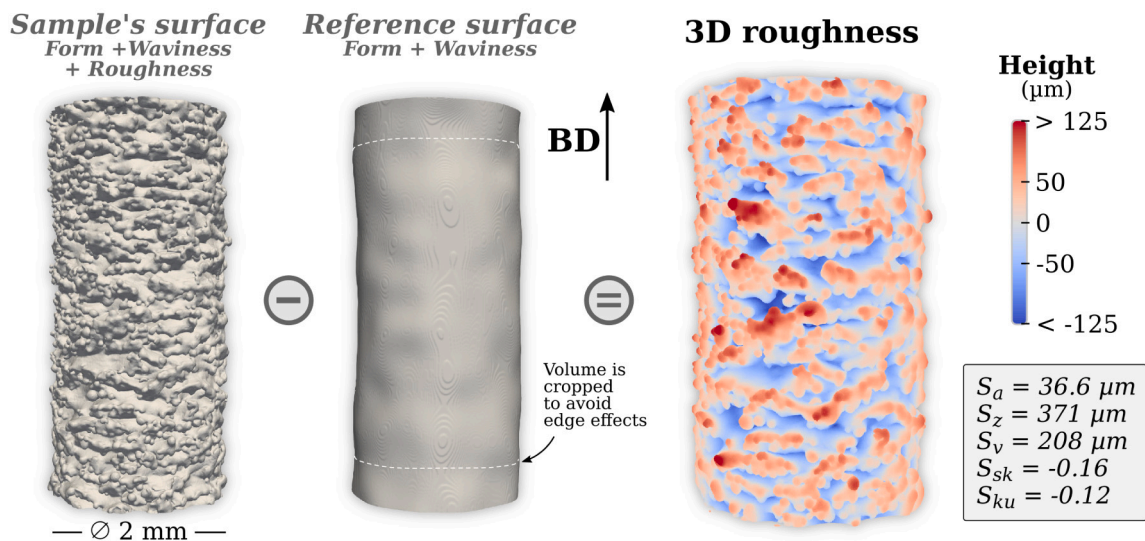 Sample's surface
Form +Waviness
+ Roughness
Reference surface
Form + Waviness
3D roughness
BD
Height
(µm)
> 125
50
0
-50
< -125
Volume is
cropped
to avoid
edge effects
∅ 2 mm
S_a = 36.6 µm
S_z = 371 µm
S_v = 208 µm
S_sk = -0.16
S_ku = -0.12